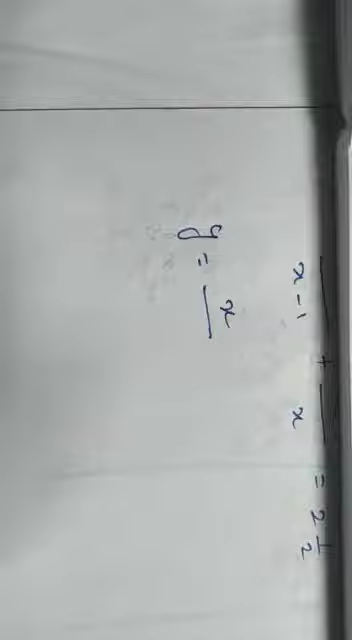 x-1 + x = 2 1/2
y = x